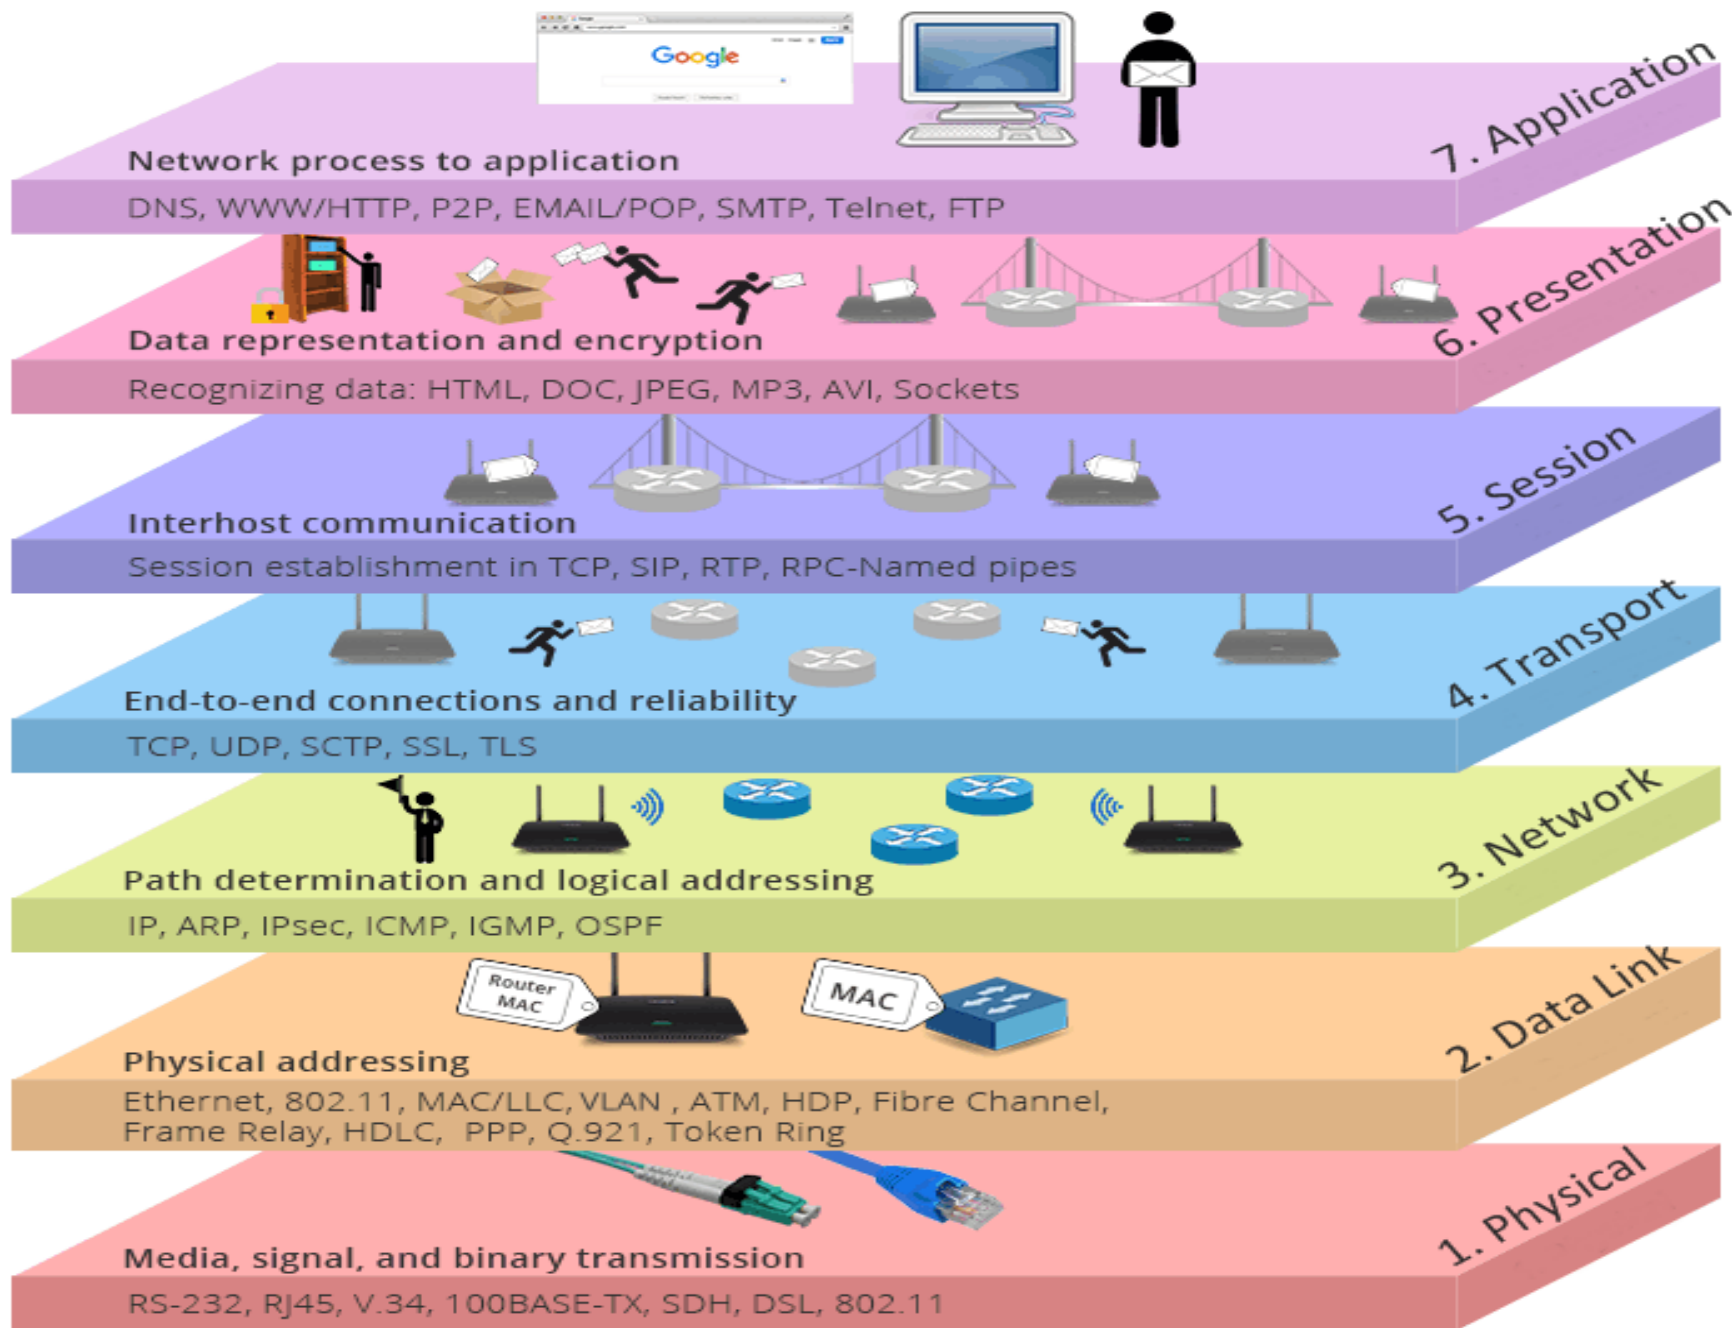 Google
7. Application
Network process to application
DNS, WWW/HTTP, P2P, EMAIL/POP, SMTP, Telnet, FTP
6. Presentation
Data representation and encryption
Recognizing data: HTML, DOC, JPEG, MP3, AVI, Sockets
5. Session
Interhost communication
Session establishment in TCP, SIP, RTP, RPC-Named pipes
4. Transport
End-to-end connections and reliability
TCP, UDP, SCTP, SSL, TLS
3. Network
Path determination and logical addressing
IP, ARP, IPsec, ICMP, IGMP, OSPF
2. Data Link
Router
MAC
MAC
Physical addressing
Ethernet, 802.11, MAC/LLC, VLAN , ATM, HDP, Fibre Channel,
Frame Relay, HDLC, PPP, Q.921, Token Ring
1. Physical
Media, signal, and binary transmission
RS-232, RJ45, V.34, 100BASE-TX, SDH, DSL, 802.11